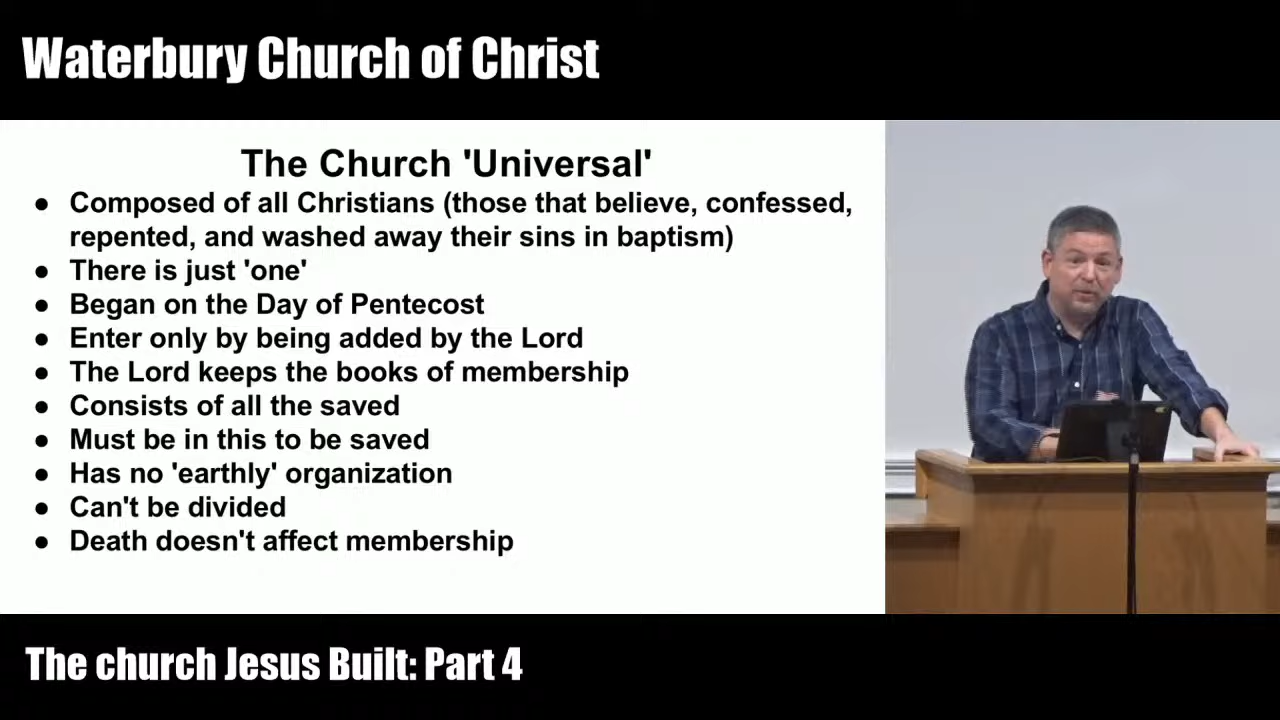 Waterbury Church of Christ
The Church 'Universal'
● Composed of all Christians (those that believe, confessed,
repented, and washed away their sins in baptism)
● There is just 'one'
● Began on the Day of Pentecost
● Enter only by being added by the Lord
● The Lord keeps the books of membership
● Consists of all the saved
● Must be in this to be saved
● Has no 'earthly' organization
● Can't be divided
● Death doesn't affect membership
The church Jesus Built: Part 4